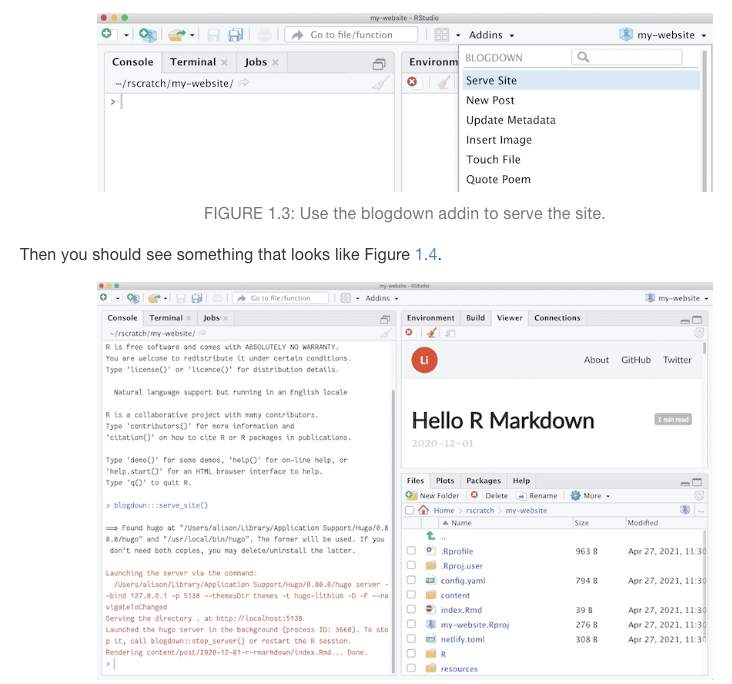 my-website - RStudio
Go to file/function
Addins
my-website
Console Terminal Jobs
Environm
BLOGDOWN
~/rscratch/my-website/
Serve Site
>
New Post
Update Metadata
Insert Image
Touch File
Quote Poem
FIGURE 1.3: Use the blogdown addin to serve the site.
Then you should see something that looks like Figure 1.4.
my-website - RStudio
Go to file/function
Addins
my-website
Console Terminal Jobs
~/rscratch/my-website/
R is free software and comes with ABSOLUTELY NO WARRANTY.
You are welcome to redistribute it under certain conditions.
Type 'license()' or 'licence()' for distribution details.
Natural language support but running in an English locale
R is a collaborative project with many contributors.
Type 'contributors()' for more information and
'citation()' on how to cite R or R packages in publications.
Type 'demo()' for some demos, 'help()' for on-line help, or
'help.start()' for an HTML browser interface to help.
Type 'q()' to quit R.
> blogdown:::serve_site()
==> Found hugo at "/Users/alison/Library/Application Support/Hugo/0.8
0.0/hugo" and "/usr/local/bin/hugo". The former will be used. If you
don't need both copies, you may delete/uninstall the latter.
Launching the server via the command:
/Users/alison/Library/Application Support/Hugo/0.80.0/hugo server -
-bind 127.0.0.1 -p 5138 --themesDir themes -t hugo-lithium -D -F --na
vigateToChanged
Serving the directory . at http://localhost:5138
Launched the hugo server in the background (process ID: 3660). To sto
p it, call blogdown::stop_server() or restart the R session.
Rendering content/post/2020-12-01-r-rmarkdown/index.Rmd... Done.
>
Environment Build Viewer Connections
Li
About GitHub Twitter
Hello R Markdown
1 min read
2020-12-01
Files Plots Packages Help
New Folder Delete Rename More
Home rscratch my-website
Name Size Modified
..
.Rprofile 963 B Apr 27, 2021, 11:30
.Rproj.user
config.yaml 794 B Apr 27, 2021, 11:30
content
index.Rmd 39 B Apr 27, 2021, 11:30
my-website.Rproj 276 B Apr 27, 2021, 11:30
netlify.toml 308 B Apr 27, 2021, 11:30
R
resources